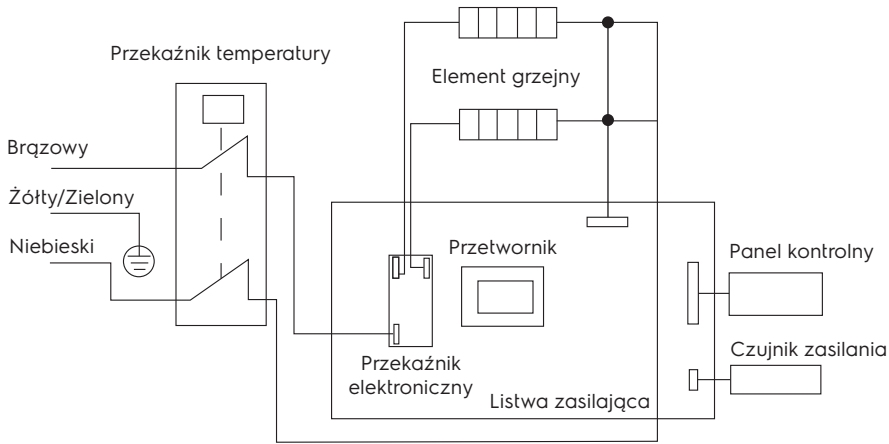 Przekaźnik temperatury
Element grzejny
Brązowy
Żółty/Zielony
Niebieski
Przetwornik
Panel kontrolny
Przekaźnik
elektroniczny
Czujnik zasilania
Listwa zasilająca